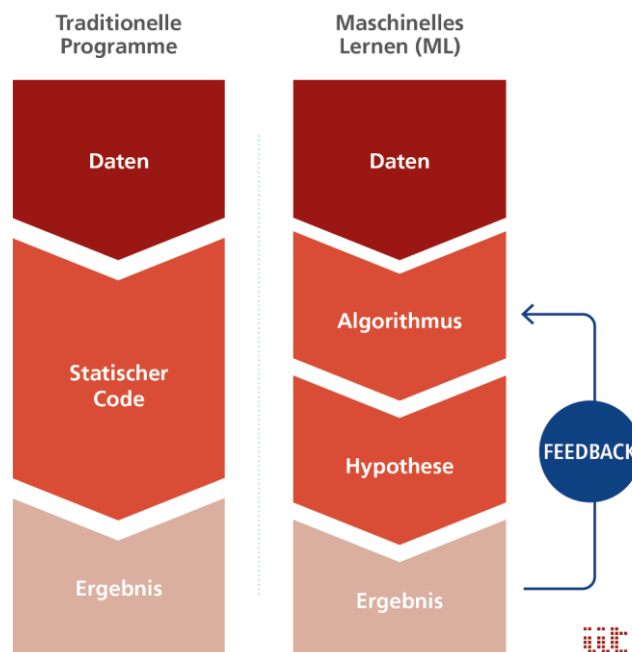 Traditionelle
Programme
Daten
Statischer
Code
Ergebnis
Maschinelles
Lernen (ML)
Daten
Algorithmus
Hypothese
Ergebnis
FEEDBACK